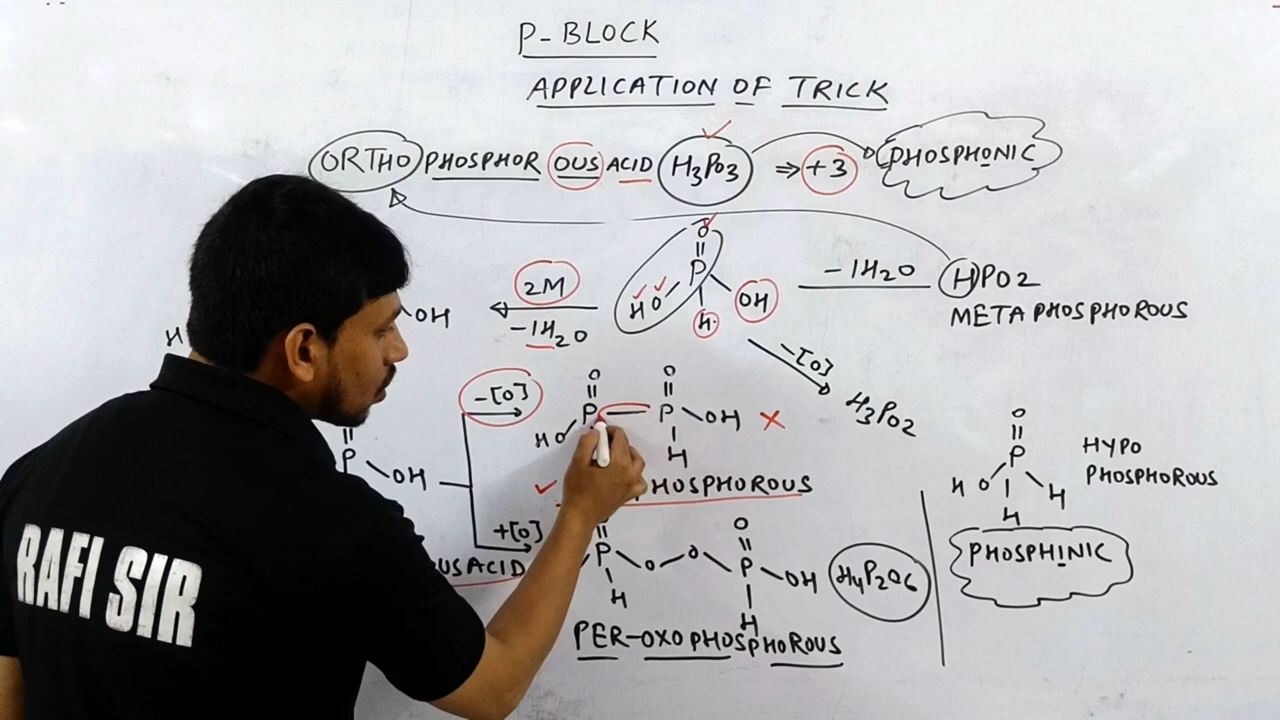 P-BLOCK
APPLICATION OF TRICK
ORTHO PHOSPHOR OUS ACID H3PO3 ⇒ +3 PHOSPHONIC
O
P
HO
OH
H
2M
-1H2O
-1H2O
HPO2
METAPHOSPHOROUS
-[O]
H3PO2
H
OH
P
OH
-[O]
O O
P — P
HO OH ×
H
HOSPHOROUS
+[O]
USACID
O
P O O P OH
H H
H4P2O6
PER-OXOPHOSPHOROUS
O
P
HO H
H
HYPO
PHOSPHOROUS
PHOSPHINIC
RAFI SIR